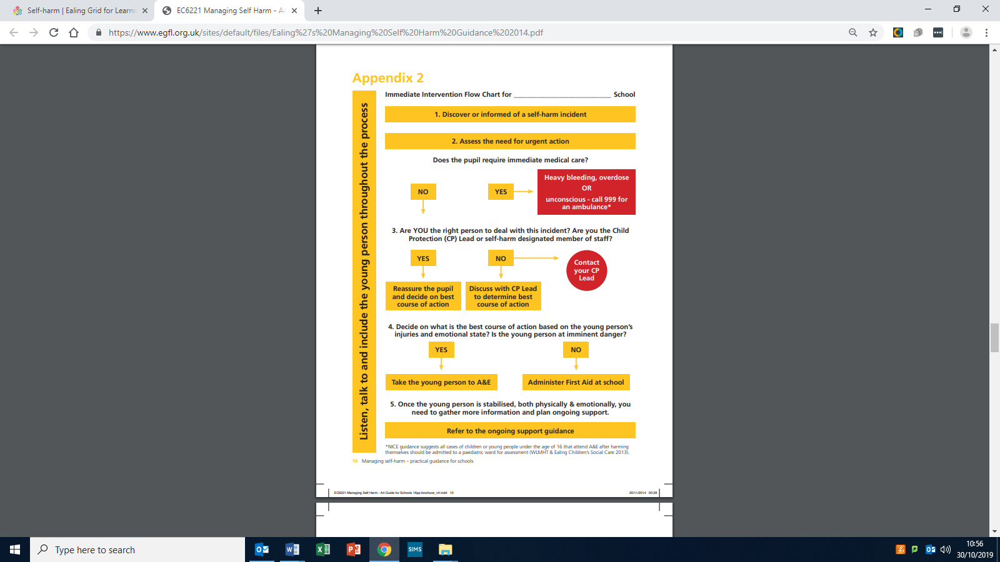 Self-harm | Ealing Grid for Learni
EC6221 Managing Self Harm - A4
https://www.egfl.org.uk/sites/default/files/Ealing%27s%20Managing%20Self%20Harm%20Guidance%202014.pdf
Appendix 2
Listen, talk to and include the young person throughout the process
Immediate Intervention Flow Chart for ____________________________ School
1. Discover or informed of a self-harm incident
2. Assess the need for urgent action
Does the pupil require immediate medical care?
NO
YES
Heavy bleeding, overdose
OR
unconscious - call 999 for
an ambulance*
3. Are YOU the right person to deal with this incident? Are you the Child
Protection (CP) Lead or self-harm designated member of staff?
YES
NO
Contact
your CP
Lead
Reassure the pupil
and decide on best
course of action
Discuss with CP Lead
to determine best
course of action
4. Decide on what is the best course of action based on the young person's
injuries and emotional state? Is the young person at imminent danger?
YES
NO
Take the young person to A&E
Administer First Aid at school
5. Once the young person is stabilised, both physically & emotionally, you
need to gather more information and plan ongoing support.
Refer to the ongoing support guidance
*NICE guidance suggests all cases of children or young people under the age of 16 that attend A&E after harming
themselves should be admitted to a paediatric ward for assessment (WLMHT & Ealing Children's Social Care 2013).
10 Managing self-harm – practical guidance for schools
EC6221 Managing Self Harm - A4 Guide for Schools 16pp brochure_v4.indd 10
20/11/2014 00:28
Type here to search
SIMS
10:56
30/10/2019